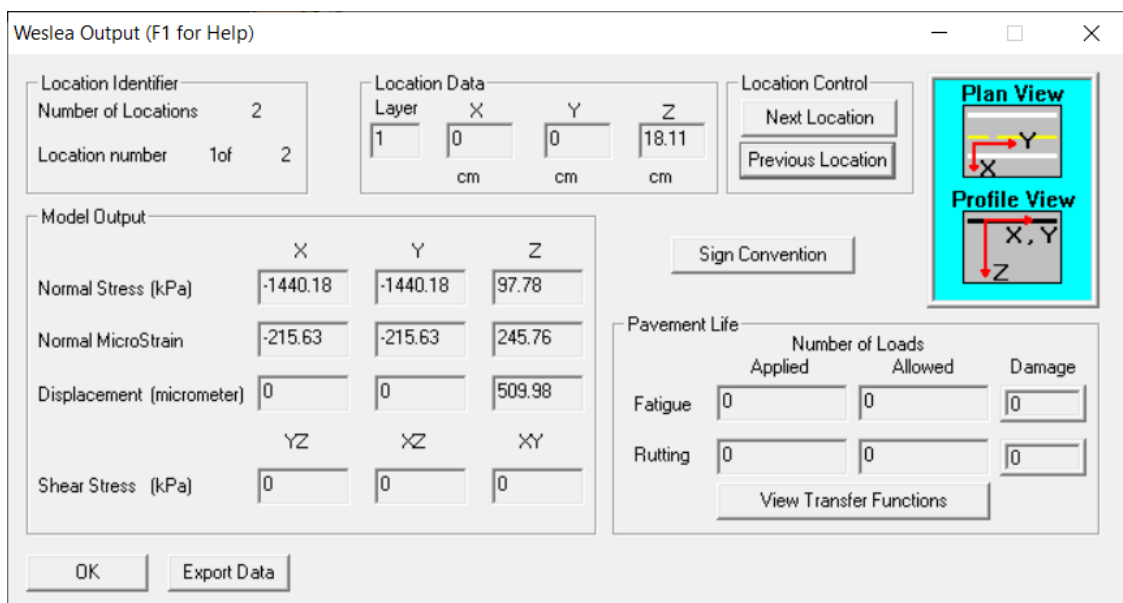 Weslea Output (F1 for Help)
Location Identifier
Number of Locations 2
Location number 1of 2
Location Data
Layer X Y Z
1 0 0 18.11
cm cm cm
Location Control
Next Location
Previous Location
Plan View
Y
X
Profile View
X, Y
Z
Model Output
X Y Z
Normal Stress (kPa) -1440.18 -1440.18 97.78
Normal MicroStrain -215.63 -215.63 245.76
Displacement (micrometer) 0 0 509.98
YZ XZ XY
Shear Stress (kPa) 0 0 0
Sign Convention
Pavement Life
Number of Loads
Applied Allowed Damage
Fatigue 0 0 0
Rutting 0 0 0
View Transfer Functions
OK Export Data